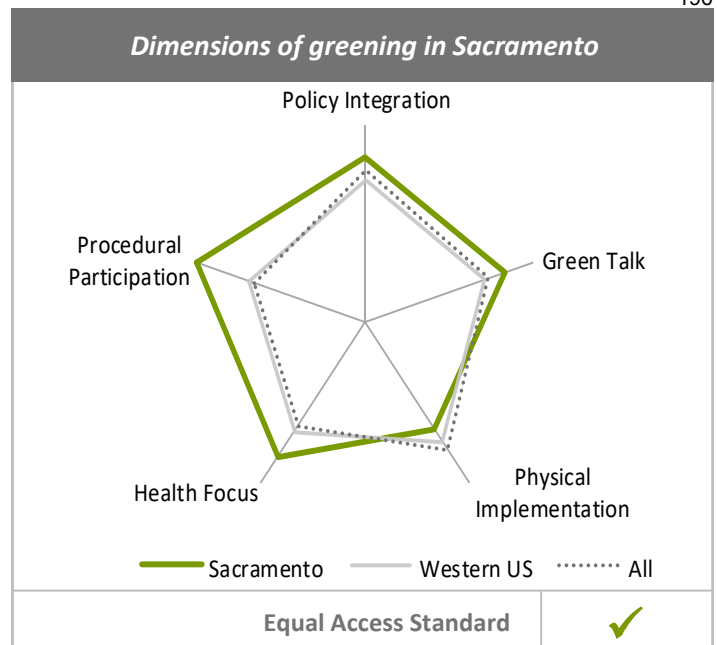 Dimensions of greening in Sacramento
Policy Integration
Green Talk
Procedural
Participation
Health Focus
Physical
Implementation
Sacramento
Western US
All
Equal Access Standard